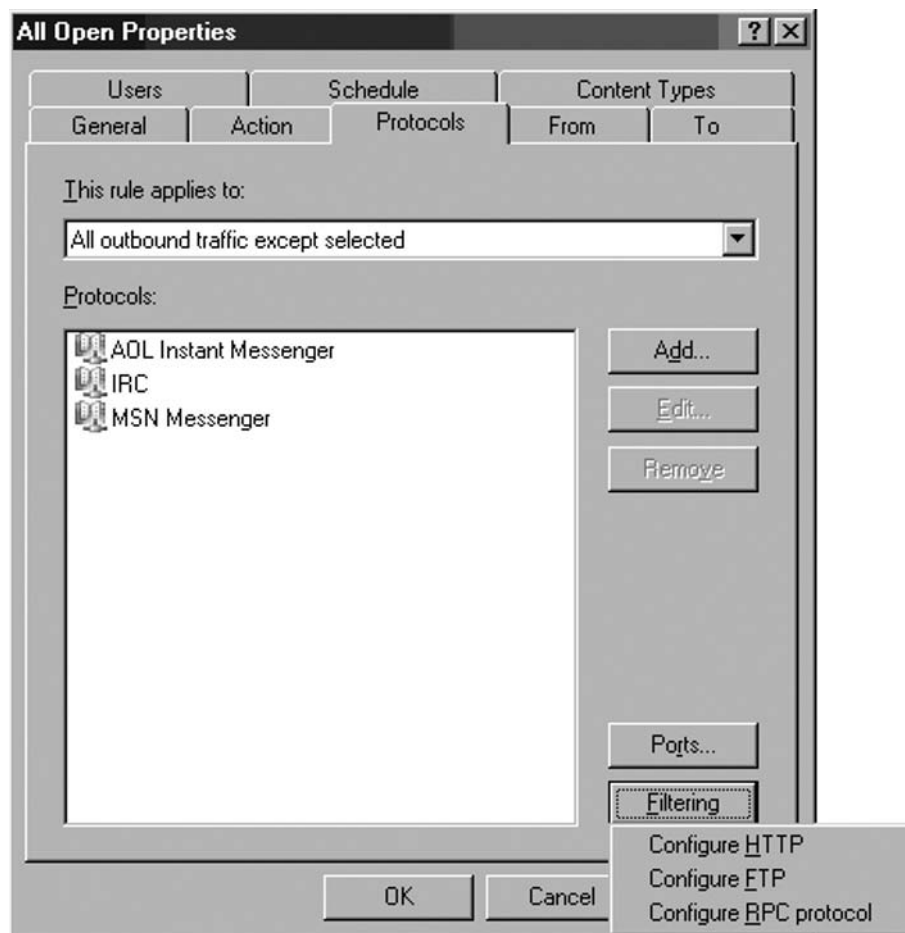 All Open Properties
Users Schedule Content Types
General Action Protocols From To
This rule applies to:
All outbound traffic except selected
Protocols:
AOL Instant Messenger
IRC
MSN Messenger
Add...
Edit...
Remove
Ports...
Filtering
Configure HTTP
Configure FTP
Configure RPC protocol
OK Cancel